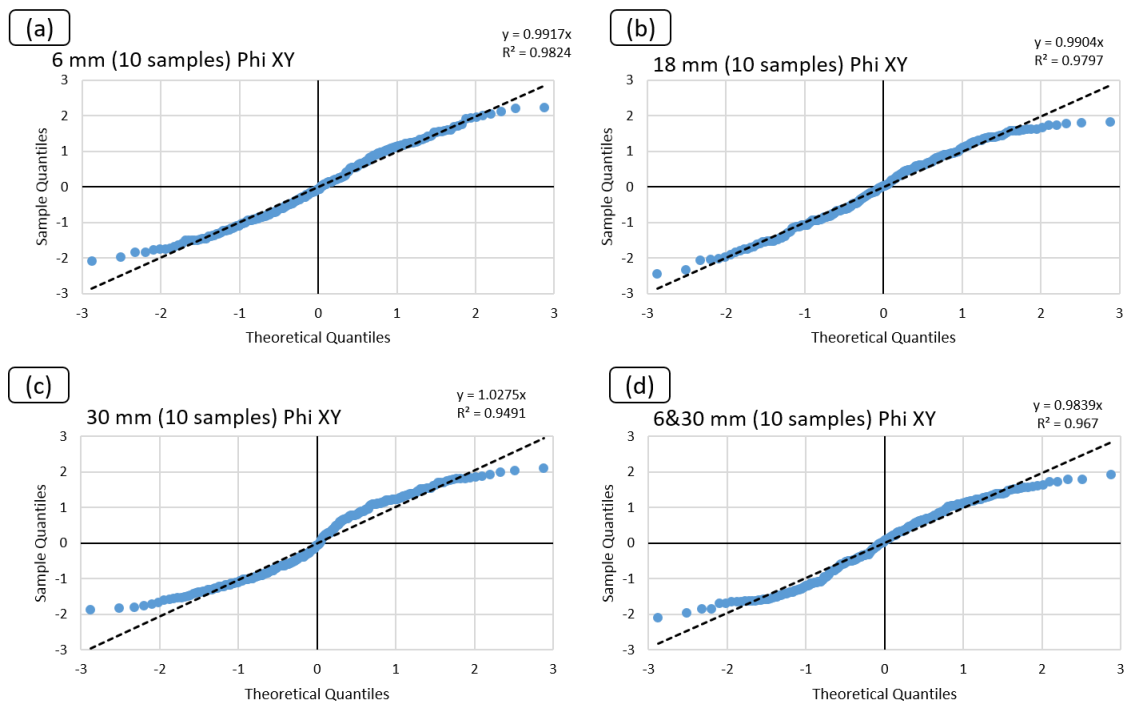 (a)
6 mm (10 samples) Phi XY
y = 0.9917x
R² = 0.9824
3
2
1
0
-1
-2
-3
-3 -2 -1 0 1 2 3
Sample Quantiles
Theoretical Quantiles
(b)
18 mm (10 samples) Phi XY
y = 0.9904x
R² = 0.9797
3
2
1
0
-1
-2
-3
-3 -2 -1 0 1 2 3
Sample Quantiles
Theoretical Quantiles
(c)
30 mm (10 samples) Phi XY
y = 1.0275x
R² = 0.9491
3
2
1
0
-1
-2
-3
-3 -2 -1 0 1 2 3
Sample Quantiles
Theoretical Quantiles
(d)
6&30 mm (10 samples) Phi XY
y = 0.9839x
R² = 0.967
3
2
1
0
-1
-2
-3
-3 -2 -1 0 1 2 3
Sample Quantiles
Theoretical Quantiles